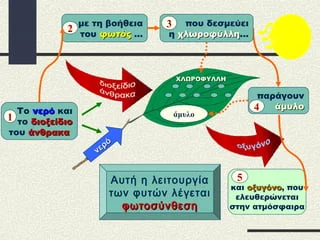 1
Το νερό και
το διοξείδιο
του άνθρακα
2
με τη βοήθεια
του φωτός ...
3
που δεσμεύει
η χλωροφύλλη...
παράγουν
4 άμυλο
5
και οξυγόνο, που
ελευθερώνεται
στην ατμόσφαιρα
διοξείδιο
άνθρακα
ΧΛΩΡΟΦΥΛΛΗ
άμυλο
νερό
οξυγόνο
Αυτή η λειτουργία
των φυτών λέγεται
φωτοσύνθεση